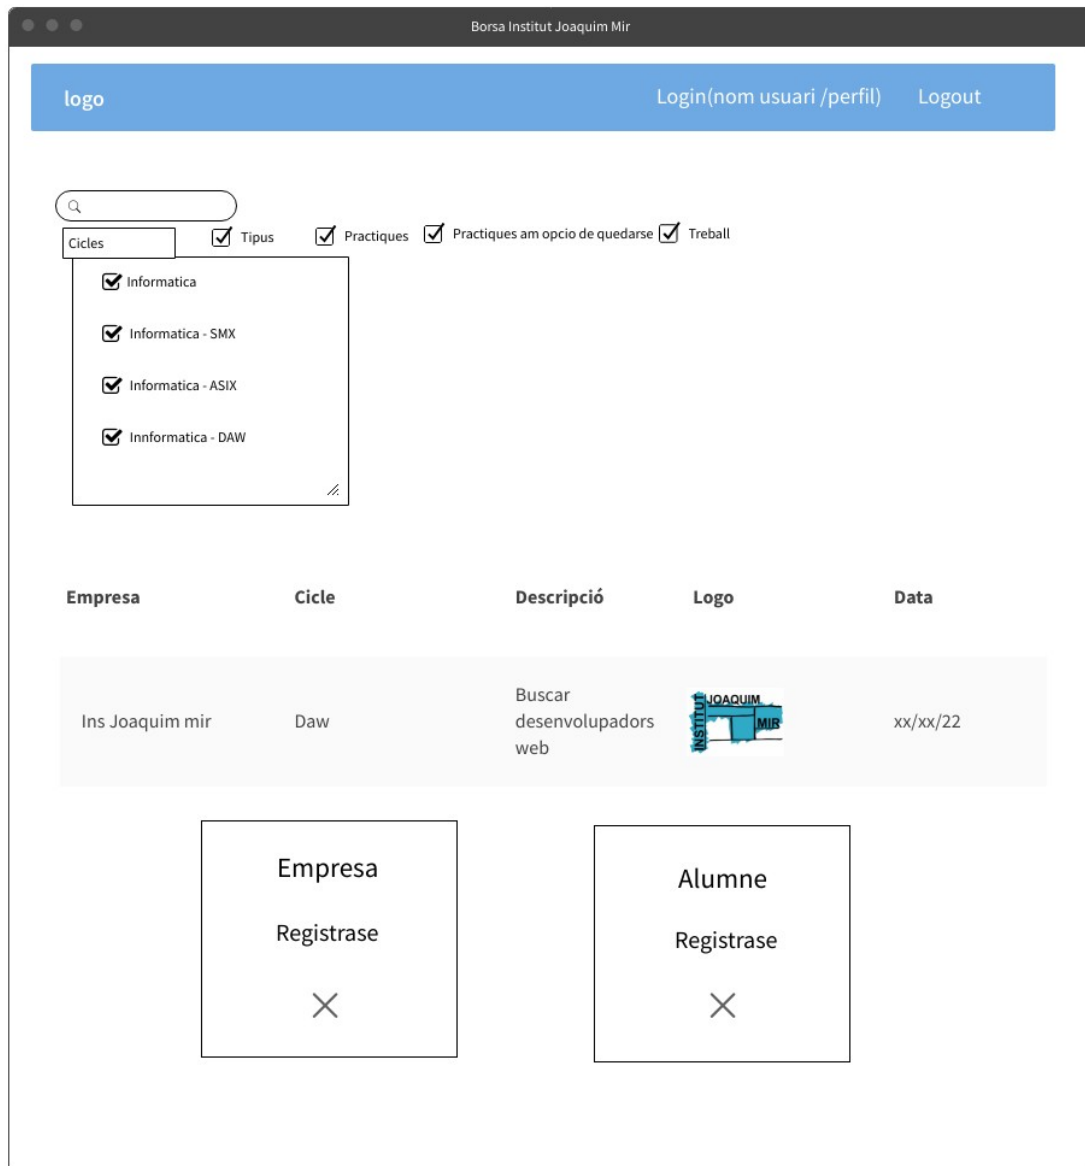 Borsa Institut Joaquim Mir
logo
Login(nom usuari /perfil)
Logout
Cicles
Tipus
Practiques
Practiques am opcio de quedarse
Treball
Informatica
Informatica - SMX
Informatica - ASIX
Innformatica - DAW
Empresa
Cicle
Descripció
Logo
Data
Ins Joaquim mir
Daw
Buscar
desenvolupadors
web
INSTITUT
JOAQUIM
MIR
xx/xx/22
Empresa
Registrase
Alumne
Registrase